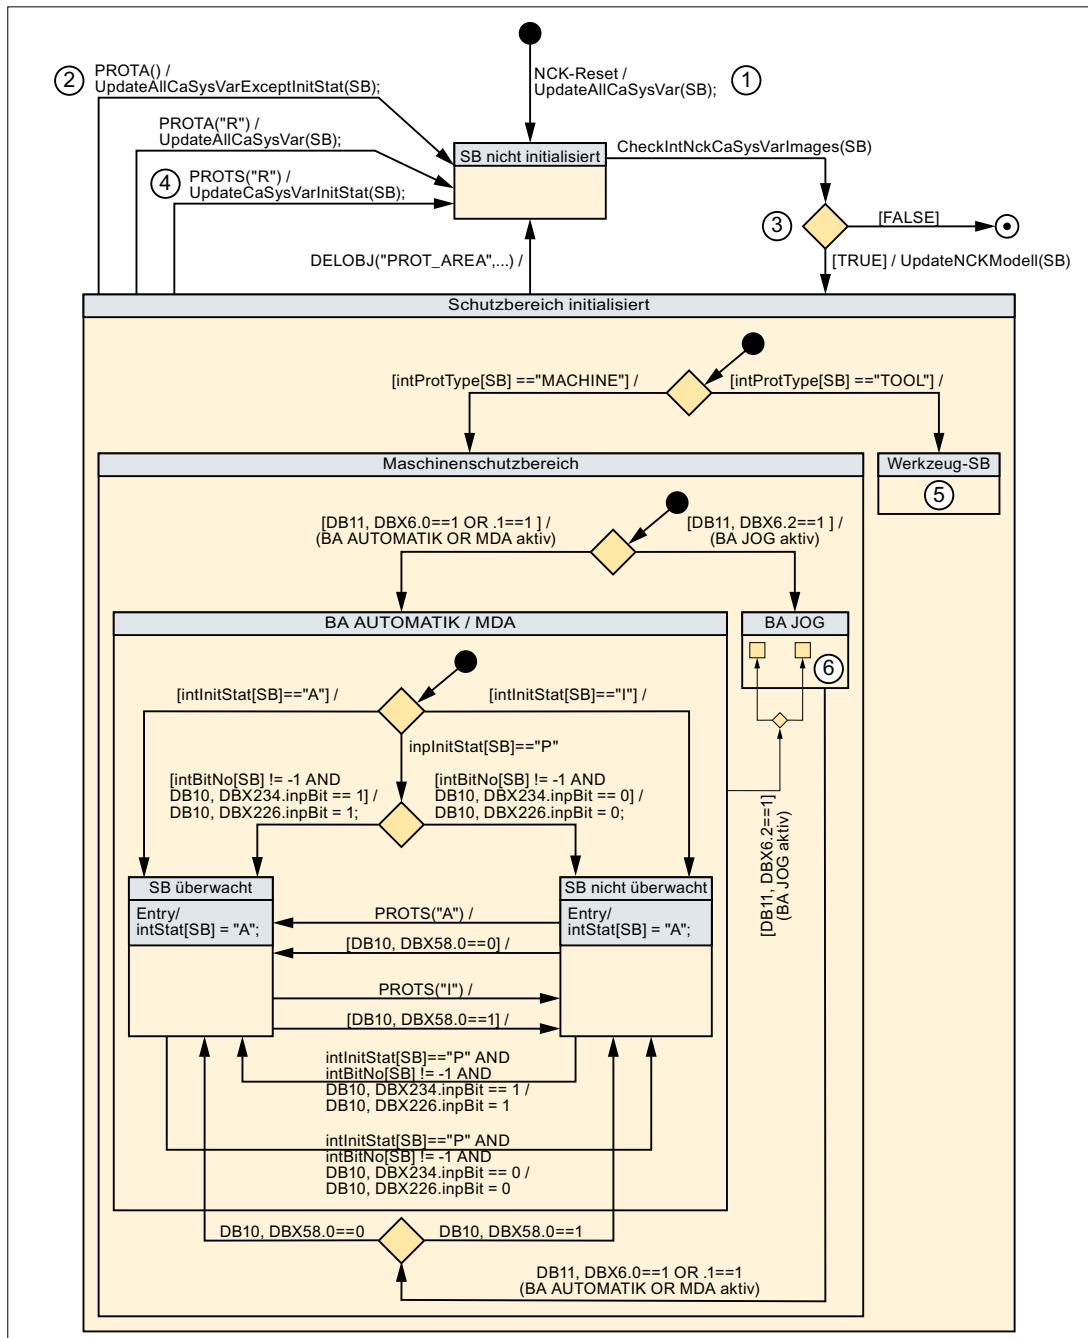 ② PROTA() /
UpdateAllCaSysVarExceptInitStat(SB);
NCK-Reset /
UpdateAllCaSysVar(SB);
①
PROTA("R") /
UpdateAllCaSysVar(SB);
④ PROTS("R") /
UpdateCaSysVarInitStat(SB);
SB nicht initialisiert
CheckIntNckCaSysVarImages(SB)
③
[FALSE]
DELOBJ("PROT_AREA",...) /
[TRUE] / UpdateNCKModell(SB)
Schutzbereich initialisiert
[intProtType[SB] =="MACHINE"] /
[intProtType[SB] =="TOOL"] /
Maschinenschutzbereich
Werkzeug-SB
⑤
[DB11, DBX6.0==1 OR .1==1 ] /
(BA AUTOMATIK OR MDA aktiv)
[DB11, DBX6.2==1 ] /
(BA JOG aktiv)
BA AUTOMATIK / MDA
BA JOG
⑥
[intInitStat[SB]=="A"] /
[intInitStat[SB]=="I"] /
inpInitStat[SB]=="P"
[intBitNo[SB] != -1 AND
DB10, DBX234.inpBit == 1] /
DB10, DBX226.inpBit = 1;
[intBitNo[SB] != -1 AND
DB10, DBX234.inpBit == 0] /
DB10, DBX226.inpBit = 0;
[DB11, DBX6.2==1]
(BA JOG aktiv)
SB überwacht
Entry/
intStat[SB] = "A";
SB nicht überwacht
Entry/
intStat[SB] = "A";
PROTS("A") /
[DB10, DBX58.0==0] /
PROTS("I") /
[DB10, DBX58.0==1] /
intInitStat[SB]=="P" AND
intBitNo[SB] != -1 AND
DB10, DBX234.inpBit == 1 /
DB10, DBX226.inpBit = 1
intInitStat[SB]=="P" AND
intBitNo[SB] != -1 AND
DB10, DBX234.inpBit == 0 /
DB10, DBX226.inpBit = 0
DB10, DBX58.0==0
DB10, DBX58.0==1
DB11, DBX6.0==1 OR .1==1
(BA AUTOMATIK OR MDA aktiv)